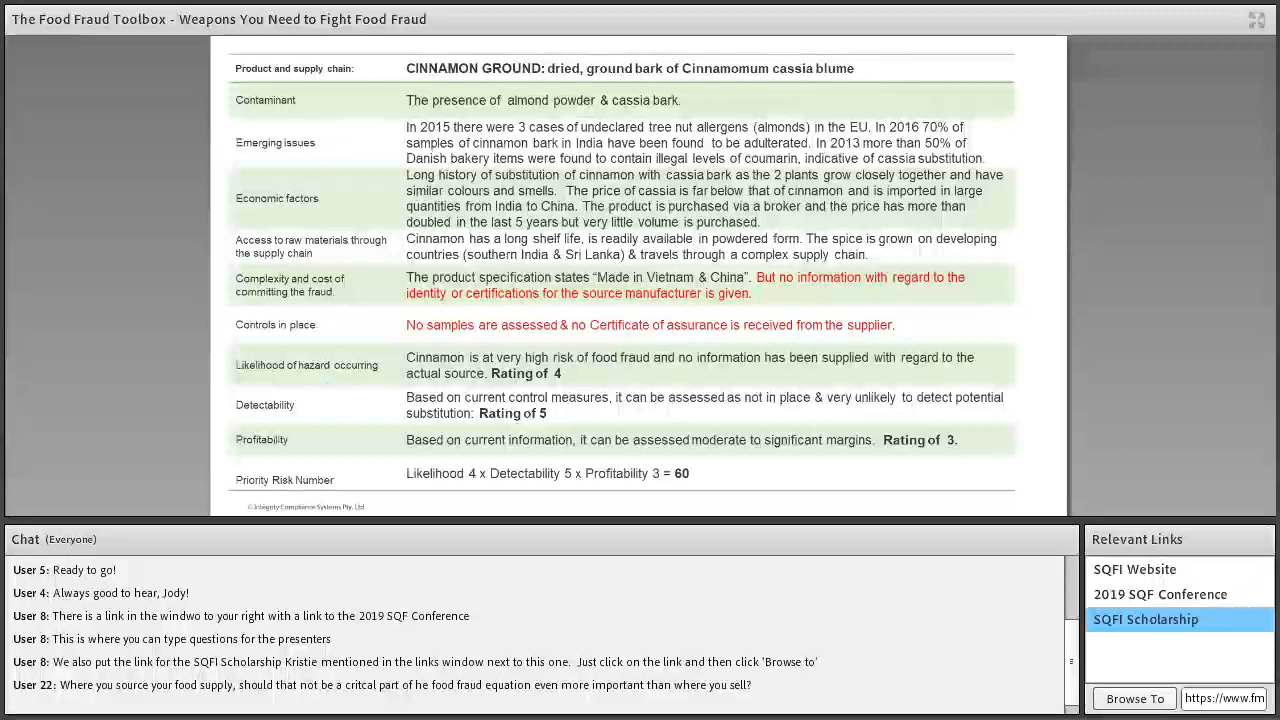 The Food Fraud Toolbox - Weapons You Need to Fight Food Fraud
Product and supply chain:
CINNAMON GROUND: dried, ground bark of Cinnamomum cassia blume
Contaminant
The presence of almond powder & cassia bark.
Emerging issues
In 2015 there were 3 cases of undeclared tree nut allergens (almonds) in the EU. In 2016 70% of
samples of cinnamon bark in India have been found to be adulterated. In 2013 more than 50% of
Danish bakery items were found to contain illegal levels of coumarin, indicative of cassia substitution.
Economic factors
Long history of substitution of cinnamon with cassia bark as the 2 plants grow closely together and have
similar colours and smells. The price of cassia is far below that of cinnamon and is imported in large
quantities from India to China. The product is purchased via a broker and the price has more than
doubled in the last 5 years but very little volume is purchased.
Access to raw materials through
the supply chain
Cinnamon has a long shelf life, is readily available in powdered form. The spice is grown on developing
countries (southern India & Sri Lanka) & travels through a complex supply chain.
Complexity and cost of
committing the fraud.
The product specification states “Made in Vietnam & China”. But no information with regard to the
identity or certifications for the source manufacturer is given.
Controls in place
No samples are assessed & no Certificate of assurance is received from the supplier.
Likelihood of hazard occurring
Cinnamon is at very high risk of food fraud and no information has been supplied with regard to the
actual source. Rating of 4
Detectability
Based on current control measures, it can be assessed as not in place & very unlikely to detect potential
substitution: Rating of 5
Profitability
Based on current information, it can be assessed moderate to significant margins. Rating of 3.
Priority Risk Number
Likelihood 4 x Detectability 5 x Profitability 3 = 60
© Integrity Compliance Systems Pty, Ltd
Chat (Everyone)
User 5: Ready to go!
User 4: Always good to hear, Jody!
User 8: There is a link in the windwo to your right with a link to the 2019 SQF Conference
User 8: This is where you can type questions for the presenters
User 8: We also put the link for the SQFI Scholarship Kristie mentioned in the links window next to this one. Just click on the link and then click 'Browse to'
User 22: Where you source your food supply, should that not be a critcal part of he food fraud equation even more important than where you sell?
Relevant Links
SQFI Website
2019 SQF Conference
SQFI Scholarship
Browse To
https://www.fm